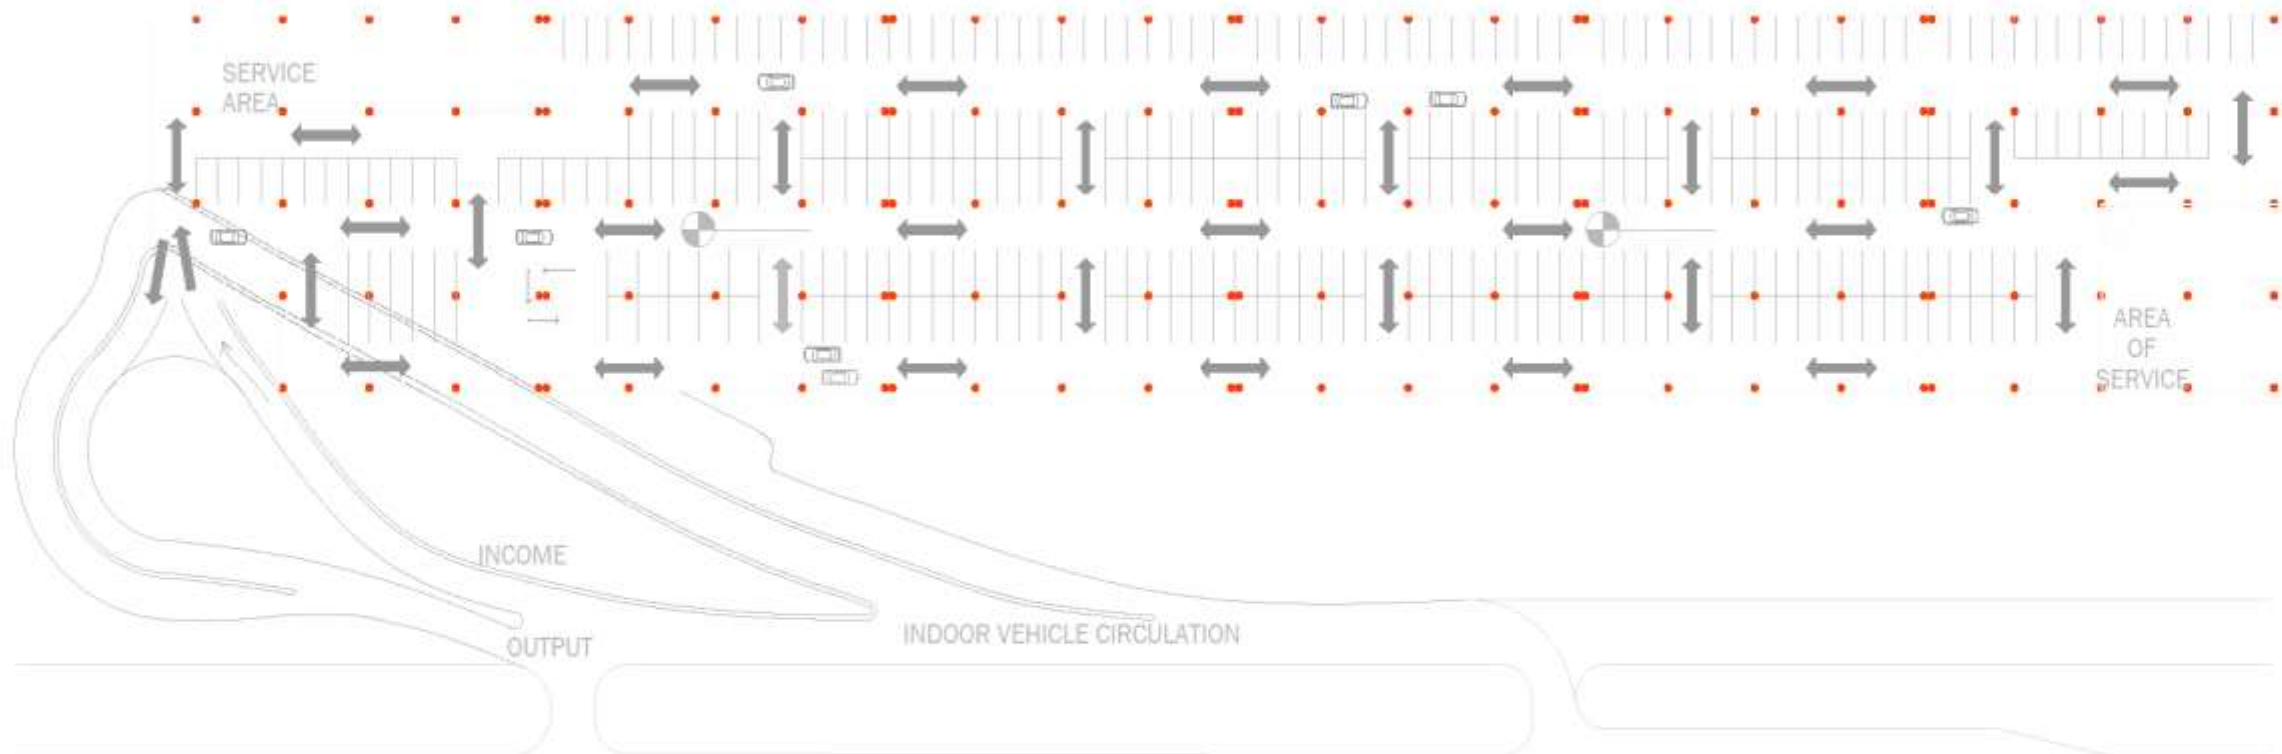 SERVICE
AREA
AREA
OF
SERVICE
INCOME
OUTPUT
INDOOR VEHICLE CIRCULATION